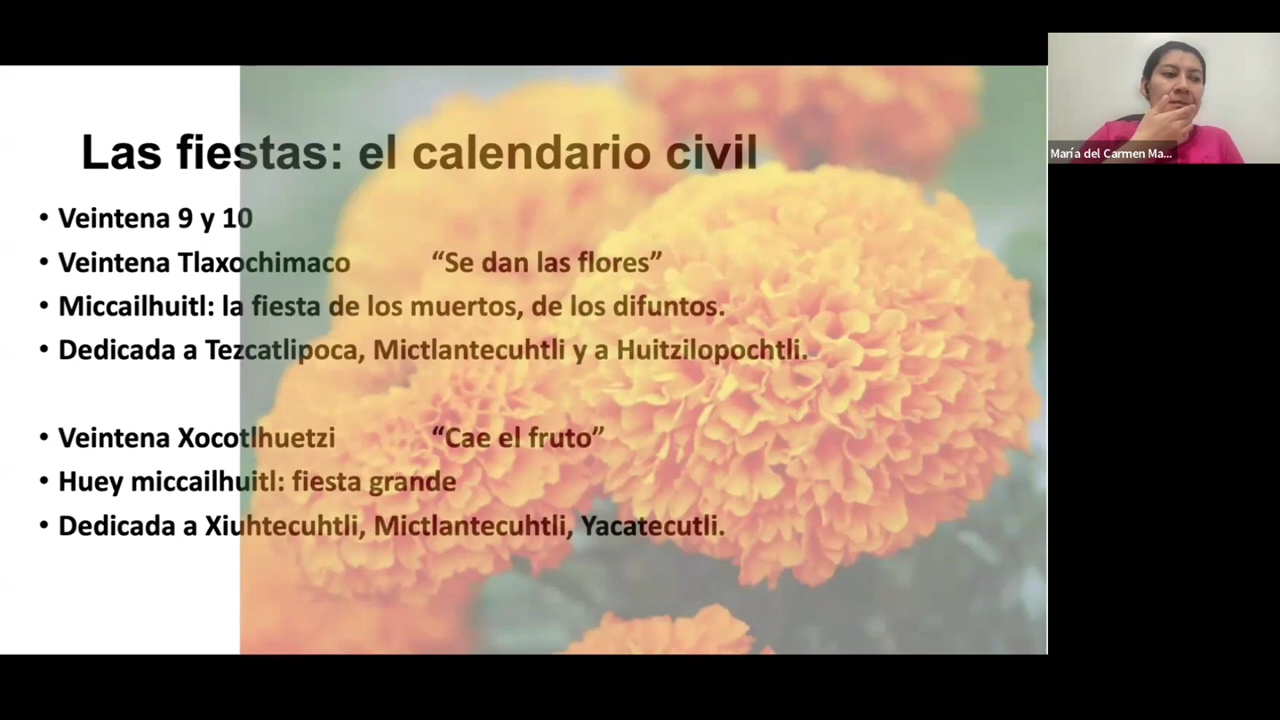 Las fiestas: el calendario civil
• Veintena 9 y 10
• Veintena Tlaxochimaco “Se dan las flores”
• Miccailhuitl: la fiesta de los muertos, de los difuntos.
• Dedicada a Tezcatlipoca, Mictlantecuhtli y a Huitzilopochtli.
• Veintena Xocotlhuetzi “Cae el fruto”
• Huey miccailhuitl: fiesta grande
• Dedicada a Xiuhtecuhtli, Mictlantecuhtli, Yacatecutli.
María del Carmen Ma...